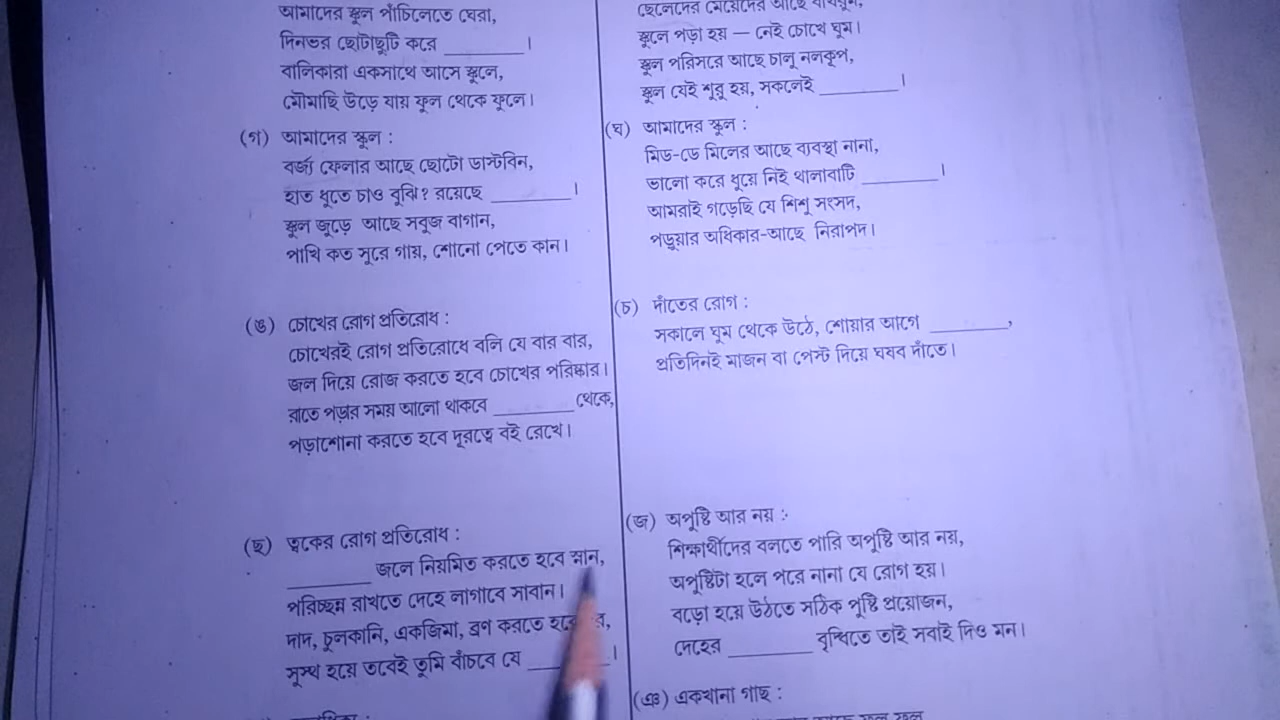 আমাদের স্কুল পাঁচিলেতে ঘেরা,
দিনভর ছোটাছুটি করে ________ ।
বালিকারা একসাথে আসে স্কুলে,
মৌমাছি উড়ে যায় ফুল থেকে ফুলে।
(গ) আমাদের স্কুল :
বর্জ্য ফেলার আছে ছোটো ডাস্টবিন,
হাত ধুতে চাও বুঝি? রয়েছে ________ ।
স্কুল জুড়ে আছে সবুজ বাগান,
পাখি কত সুরে গায়, শোনো পেতে কান।
(ঙ) চোখের রোগ প্রতিরোধ :
চোখেরই রোগ প্রতিরোধে বলি যে বার বার,
জল দিয়ে রোজ করতে হবে চোখের পরিষ্কার।
রাতে পড়ার সময় আলো থাকবে ________ থেকে,
পড়াশোনা করতে হবে দূরত্বে বই রেখে।
(ছ) ত্বকের রোগ প্রতিরোধ :
________ জলে নিয়মিত করতে হবে স্নান,
পরিচ্ছন্ন রাখতে দেহে লাগাবে সাবান।
দাদ, চুলকানি, একজিমা, ব্রণ করতে হবে
সুস্থ হয়ে তবেই তুমি বাঁচবে যে ________ ।
ছেলেদের মেয়েদের আছে
স্কুলে পড়া হয় — নেই চোখে ঘুম।
স্কুল পরিসরে আছে চালু নলকূপ,
স্কুল যেই শুরু হয়, সকলেই ________ ।
(ঘ) আমাদের স্কুল :
মিড-ডে মিলের আছে ব্যবস্থা নানা,
ভালো করে ধুয়ে নিই থালাবাটি ________ ।
আমরাই গড়েছি যে শিশু সংসদ,
পড়ুয়ার অধিকার-আছে নিরাপদ।
(চ) দাঁতের রোগ :
সকালে ঘুম থেকে উঠে, শোয়ার আগে ________,
প্রতিদিনই মাজন বা পেস্ট দিয়ে ঘষব দাঁতে।
(জ) অপুষ্টি আর নয় :
শিক্ষার্থীদের বলতে পারি অপুষ্টি আর নয়,
অপুষ্টিটা হলে পরে নানা যে রোগ হয়।
বড়ো হয়ে উঠতে সঠিক পুষ্টি প্রয়োজন,
দেহের ________ বৃদ্ধিতে তাই সবাই দিও মন।
(ঞ) একখানা গাছ :